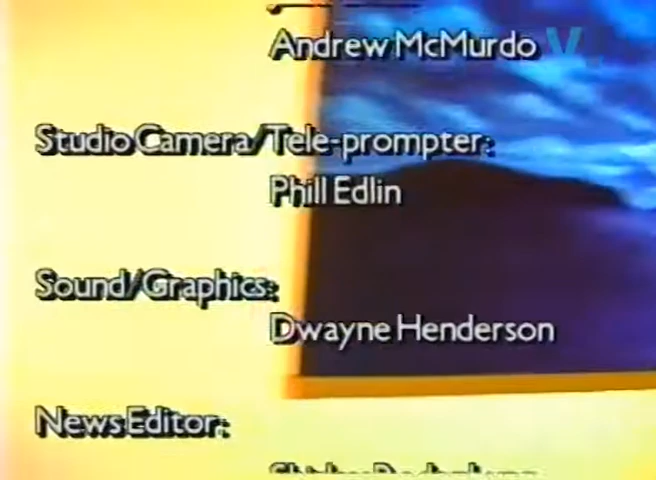 Andrew McMurdo
Studio Camera/Tele-prompter:
Phill Edlin
Sound/Graphics:
Dwayne Henderson
News Editor: